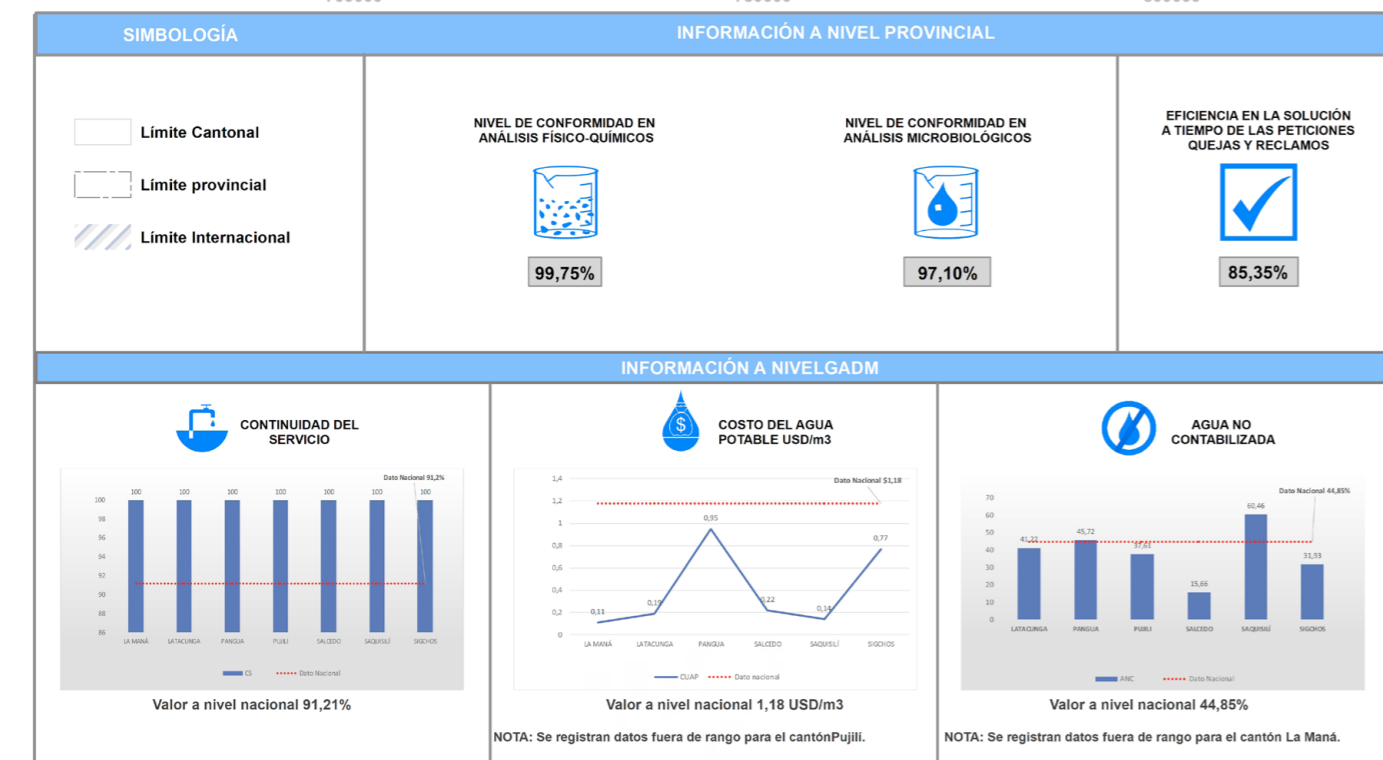 SIMBOLOGÍA
INFORMACIÓN A NIVEL PROVINCIAL
Límite Cantonal
Límite provincial
Límite Internacional
NIVEL DE CONFORMIDAD EN
ANÁLISIS FÍSICO-QUÍMICOS
99,75%
NIVEL DE CONFORMIDAD EN
ANÁLISIS MICROBIOLÓGICOS
97,10%
EFICIENCIA EN LA SOLUCIÓN
A TIEMPO DE LAS PETICIONES
QUEJAS Y RECLAMOS
85,35%
INFORMACIÓN A NIVELGADM
CONTINUIDAD DEL
SERVICIO
Dato Nacional 91,2%
100 100 100 100 100 100 100
100
98
96
94
92
90
88
86
LA MANÁ LATACUNGA PANGUA PUJILI SALCEDO SAQUISILÍ SIGCHOS
CS Dato Nacional
Valor a nivel nacional 91,21%
COSTO DEL AGUA
POTABLE USD/m3
$
Dato Nacional $1,18
1,4
1,2
1
0,8
0,6
0,4
0,2
0
0,11 0,19 0,95 0,22 0,14 0,77
LA MANÁ LATACUNGA PANGUA SALCEDO SAQUISILÍ SIGCHOS
CUAP Dato nacional
Valor a nivel nacional 1,18 USD/m3
NOTA: Se registran datos fuera de rango para el cantónPujilí.
AGUA NO
CONTABILIZADA
Dato Nacional 44,85%
70
60
50
40
30
20
10
0
41,22 45,72 37,61 15,66 60,46 31,93
LATACUNGA PANGUA PUJILI SALCEDO SAQUISILÍ SIGCHOS
ANC Dato Nacional
Valor a nivel nacional 44,85%
NOTA: Se registran datos fuera de rango para el cantón La Maná.